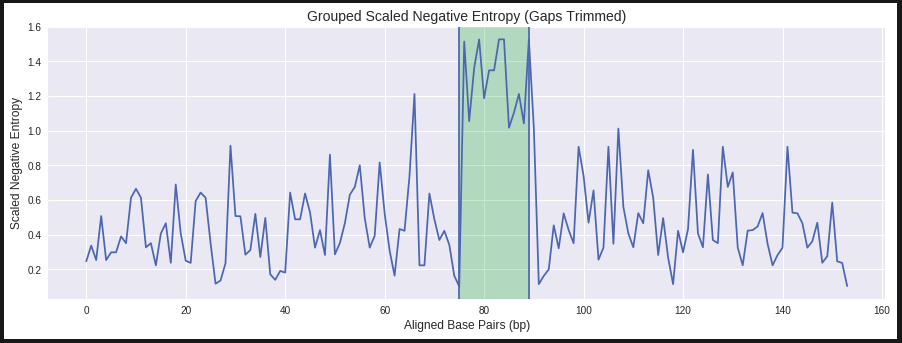 Grouped Scaled Negative Entropy (Gaps Trimmed)
1.6
1.4
1.2
1.0
0.8
0.6
0.4
0.2
Scaled Negative Entropy
0 20 40 60 80 100 120 140 160
Aligned Base Pairs (bp)